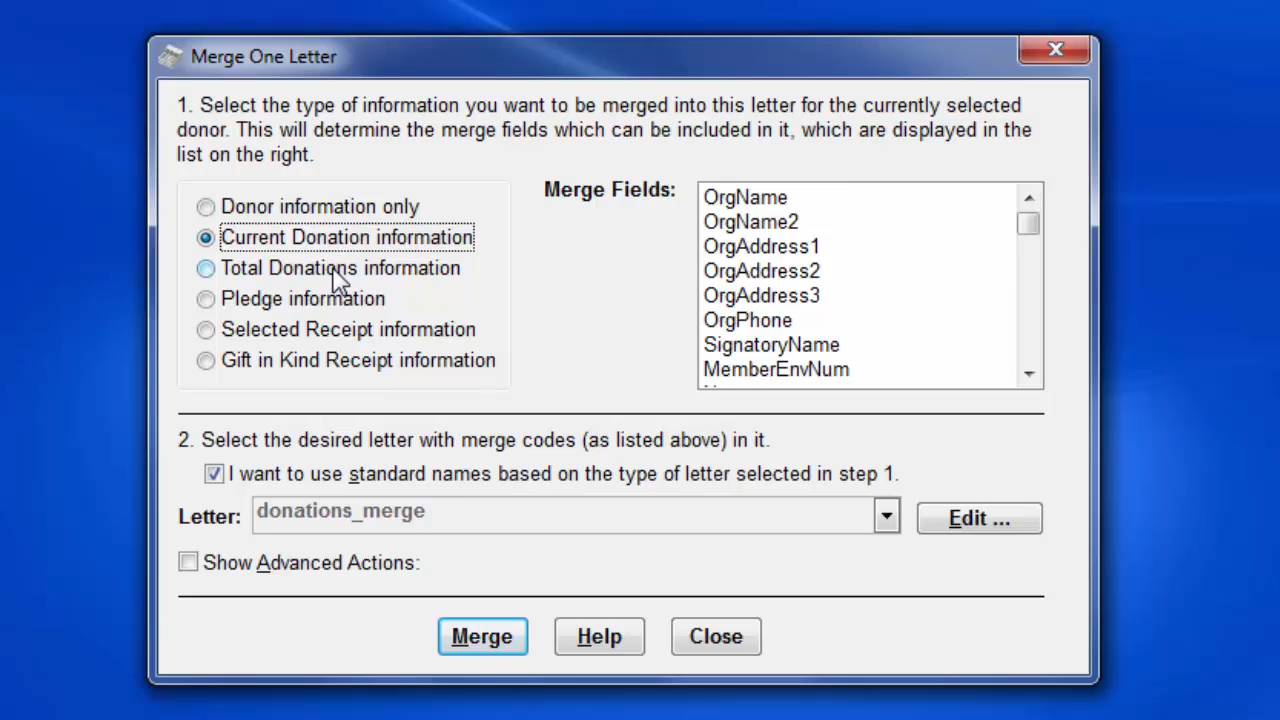 Merge One Letter
1. Select the type of information you want to be merged into this letter for the currently selected
donor. This will determine the merge fields which can be included in it, which are displayed in the
list on the right.
Donor information only
Current Donation information
Total Donations information
Pledge information
Selected Receipt information
Gift in Kind Receipt information
Merge Fields:
OrgName
OrgName2
OrgAddress1
OrgAddress2
OrgAddress3
OrgPhone
SignatoryName
MemberEnvNum
2. Select the desired letter with merge codes (as listed above) in it.
I want to use standard names based on the type of letter selected in step 1.
Letter: donations_merge Edit ...
Show Advanced Actions:
Merge Help Close